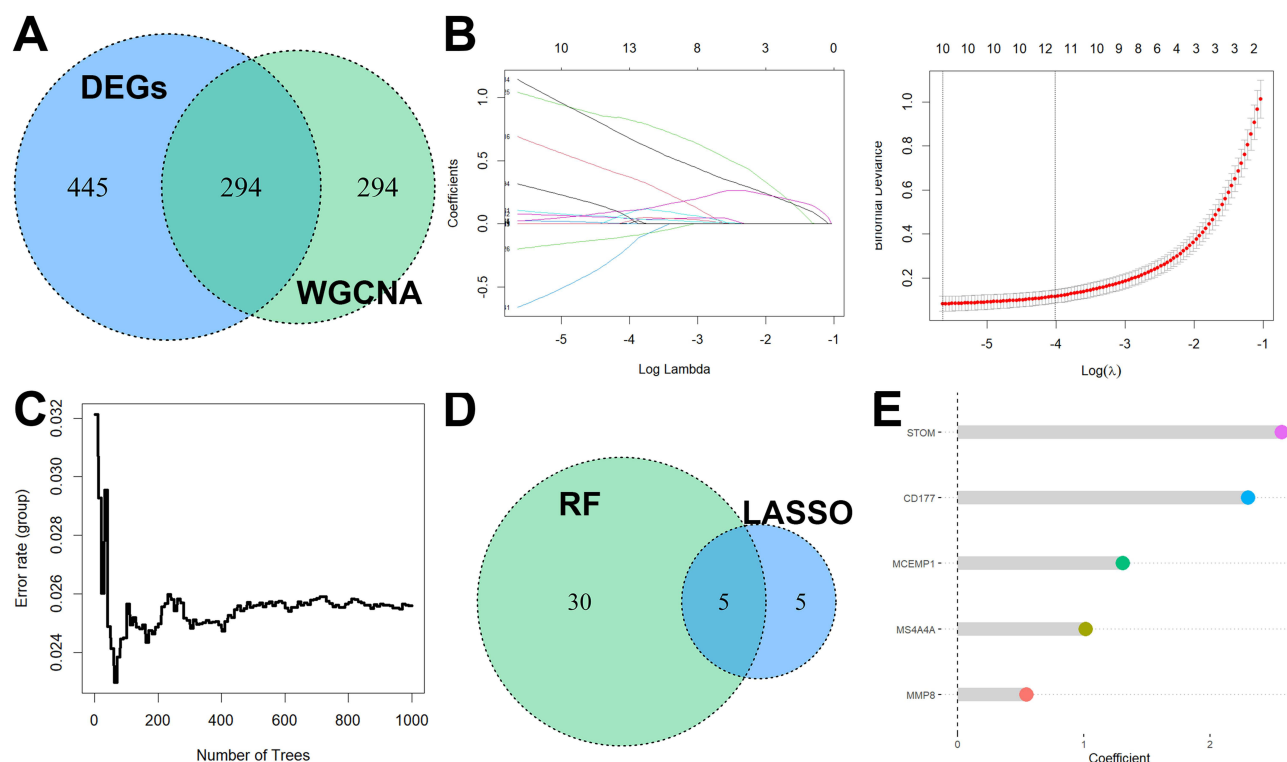 A
DEGs
445
294
294
WGCNA
B
10 13 8 3 0
Coefficients
1.0
0.5
0.0
-0.5
-5 -4 -3 -2 -1
Log Lambda
10 10 10 10 12 11 10 9 8 6 4 3 3 3 2
Binomial Deviance
1.0
0.8
0.6
0.4
0.2
-5 -4 -3 -2 -1
Log(λ)
C
Error rate (group)
0.032
0.030
0.028
0.026
0.024
0 200 400 600 800 1000
Number of Trees
D
RF
LASSO
30
5
5
E
STOM
CD177
MCEMP1
MS4A4A
MMP8
0 1 2
Coefficient